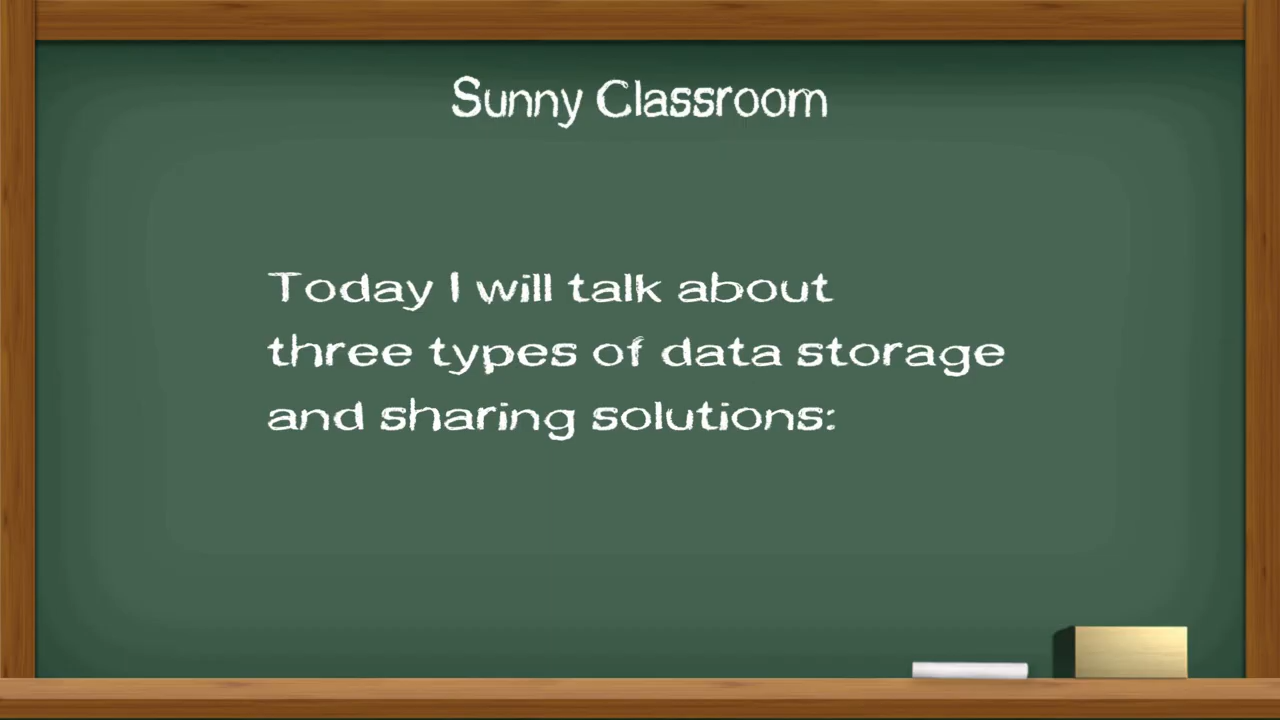 Sunny Classroom
Today I will talk about
three types of data storage
and sharing solutions: